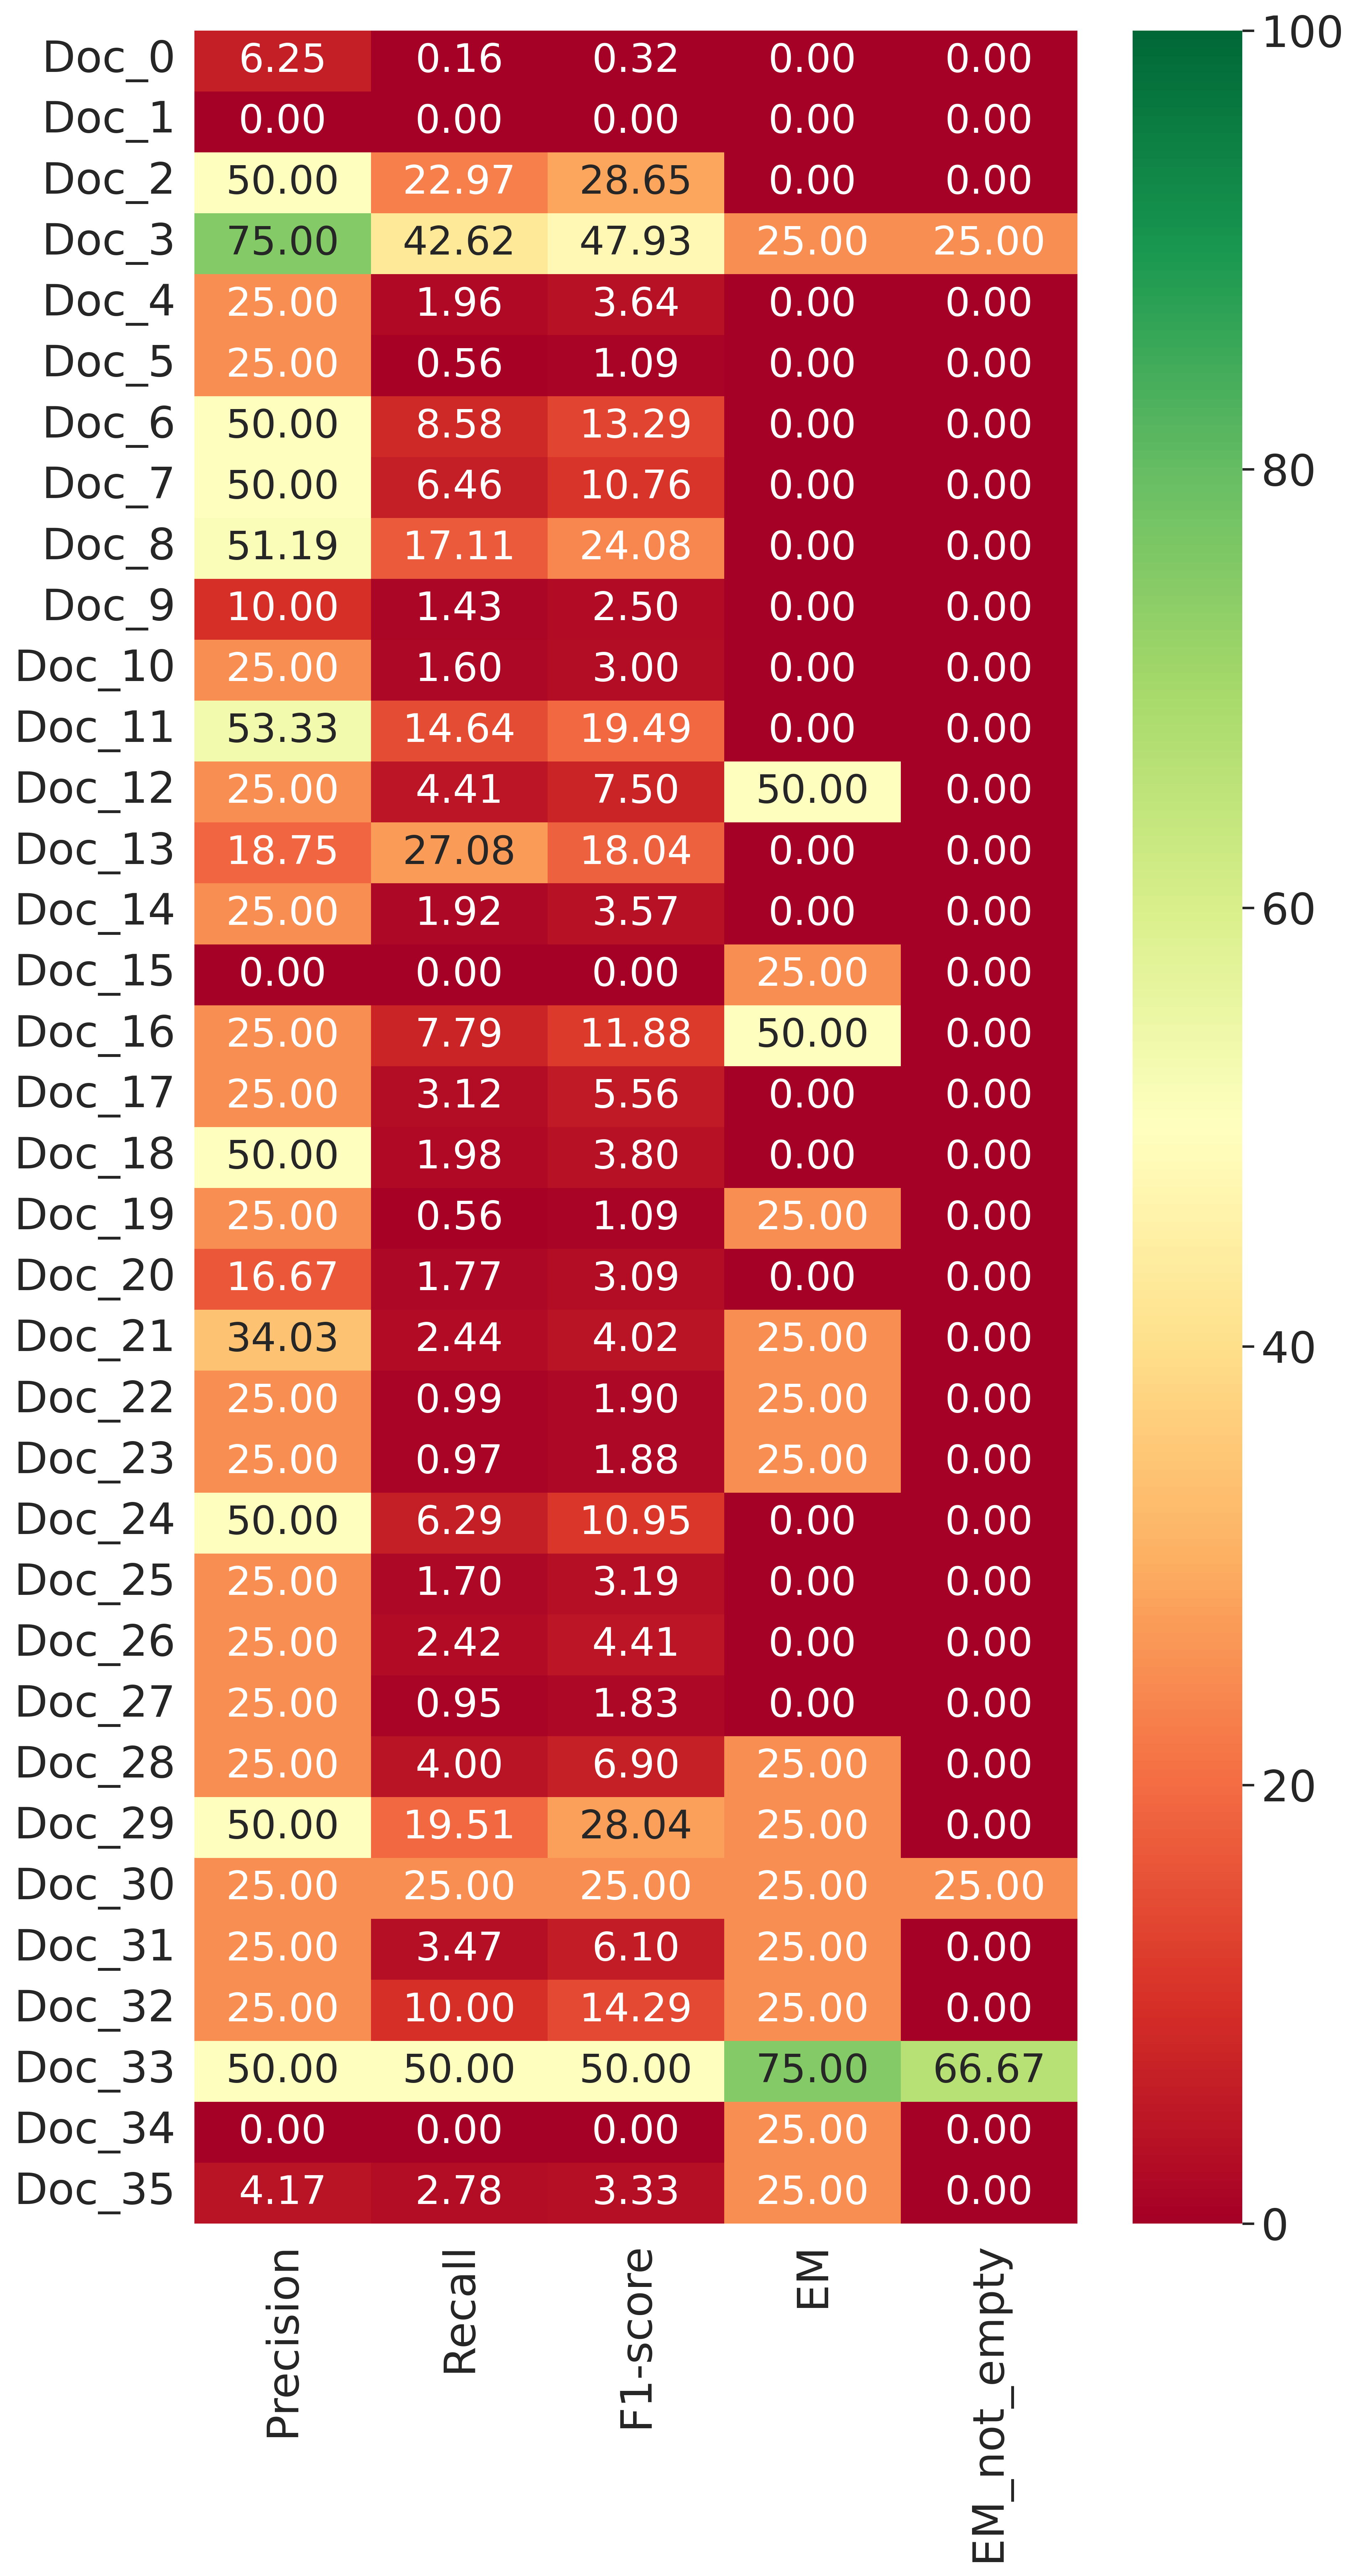 Doc_0 6.25 0.16 0.32 0.00 0.00
Doc_1 0.00 0.00 0.00 0.00 0.00
Doc_2 50.00 22.97 28.65 0.00 0.00
Doc_3 75.00 42.62 47.93 25.00 25.00
Doc_4 25.00 1.96 3.64 0.00 0.00
Doc_5 25.00 0.56 1.09 0.00 0.00
Doc_6 50.00 8.58 13.29 0.00 0.00
Doc_7 50.00 6.46 10.76 0.00 0.00
Doc_8 51.19 17.11 24.08 0.00 0.00
Doc_9 10.00 1.43 2.50 0.00 0.00
Doc_10 25.00 1.60 3.00 0.00 0.00
Doc_11 53.33 14.64 19.49 0.00 0.00
Doc_12 25.00 4.41 7.50 50.00 0.00
Doc_13 18.75 27.08 18.04 0.00 0.00
Doc_14 25.00 1.92 3.57 0.00 0.00
Doc_15 0.00 0.00 0.00 25.00 0.00
Doc_16 25.00 7.79 11.88 50.00 0.00
Doc_17 25.00 3.12 5.56 0.00 0.00
Doc_18 50.00 1.98 3.80 0.00 0.00
Doc_19 25.00 0.56 1.09 25.00 0.00
Doc_20 16.67 1.77 3.09 0.00 0.00
Doc_21 34.03 2.44 4.02 25.00 0.00
Doc_22 25.00 0.99 1.90 25.00 0.00
Doc_23 25.00 0.97 1.88 25.00 0.00
Doc_24 50.00 6.29 10.95 0.00 0.00
Doc_25 25.00 1.70 3.19 0.00 0.00
Doc_26 25.00 2.42 4.41 0.00 0.00
Doc_27 25.00 0.95 1.83 0.00 0.00
Doc_28 25.00 4.00 6.90 25.00 0.00
Doc_29 50.00 19.51 28.04 25.00 0.00
Doc_30 25.00 25.00 25.00 25.00 25.00
Doc_31 25.00 3.47 6.10 25.00 0.00
Doc_32 25.00 10.00 14.29 25.00 0.00
Doc_33 50.00 50.00 50.00 75.00 66.67
Doc_34 0.00 0.00 0.00 25.00 0.00
Doc_35 4.17 2.78 3.33 25.00 0.00
Precision
Recall
F1-score
EM
EM_not_empty
100
80
60
40
20
0